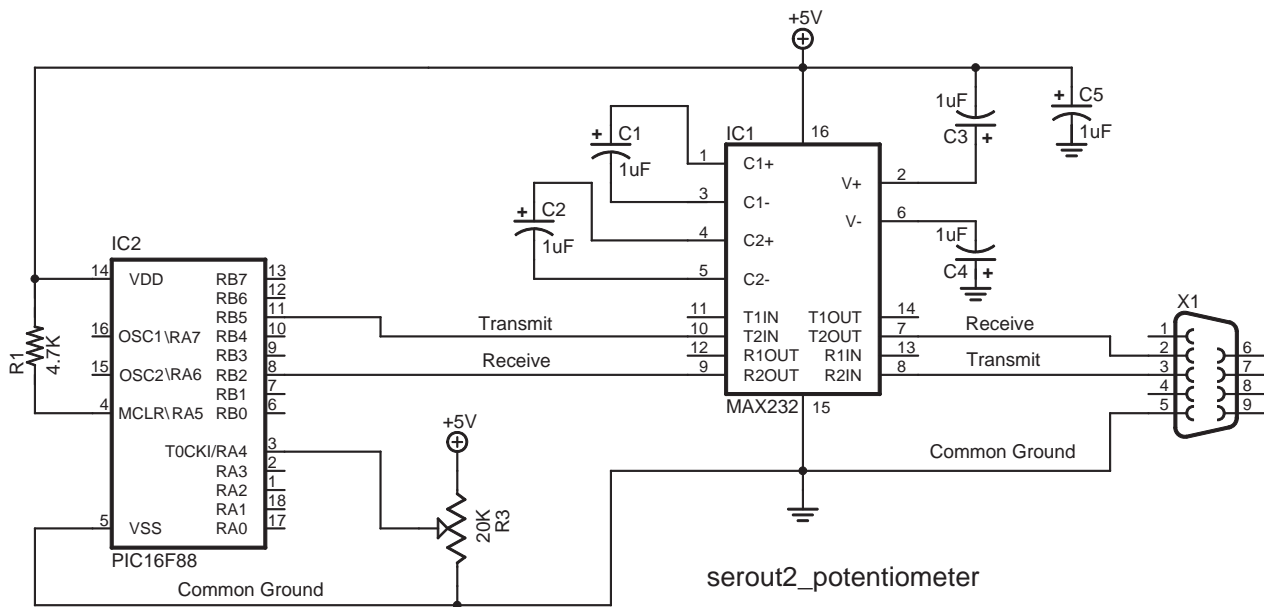 +5V
1uF
C3
+
+
C5
1uF
+
C1
1uF
+
C2
1uF
1uF
C4
+
IC1
16
1
C1+
3
C1-
4
C2+
5
C2-
11
T1IN
10
T2IN
12
R1OUT
9
R2OUT
V+
2
V-
6
T1OUT
14
T2OUT
7
R1IN
13
R2IN
8
MAX232
15
IC2
14
VDD
16
OSC1\RA7
15
OSC2\RA6
4
MCLR\RA5
5
VSS
RB7
13
RB6
12
RB5
11
RB4
10
RB3
9
RB2
8
RB1
7
RB0
6
T0CKI/RA4
3
RA3
2
RA2
1
RA1
18
RA0
17
PIC16F88
R1
4.7K
Transmit
Receive
Receive
Transmit
X1
1
2
3
4
5
6
7
8
9
+5V
20K
R3
Common Ground
Common Ground
serout2_potentiometer